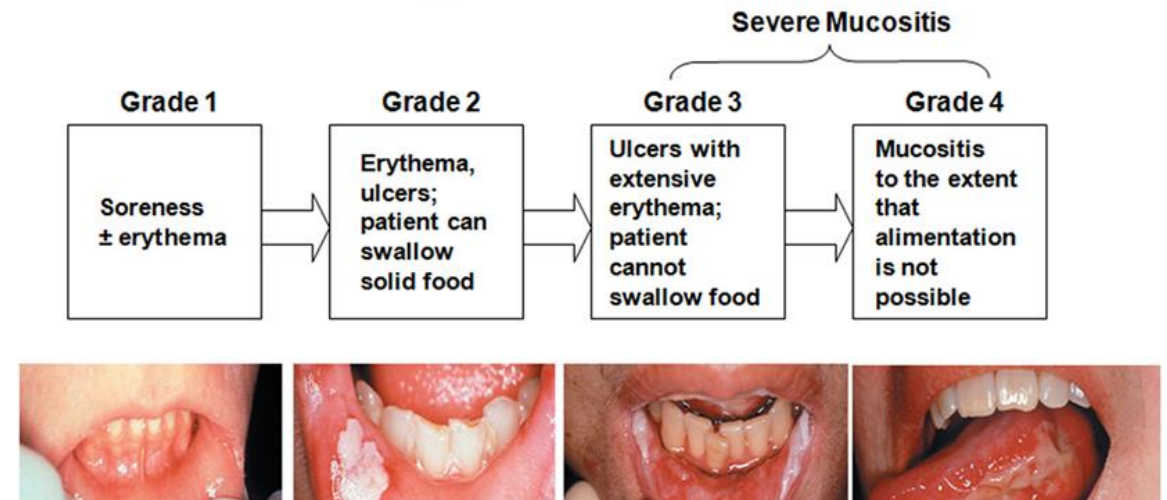 Severe Mucositis
Grade 1
Grade 2
Grade 3
Grade 4
Soreness
± erythema
Erythema,
ulcers;
patient can
swallow
solid food
Ulcers with
extensive
erythema;
patient
cannot
swallow food
Mucositis
to the extent
that
alimentation
is not
possible